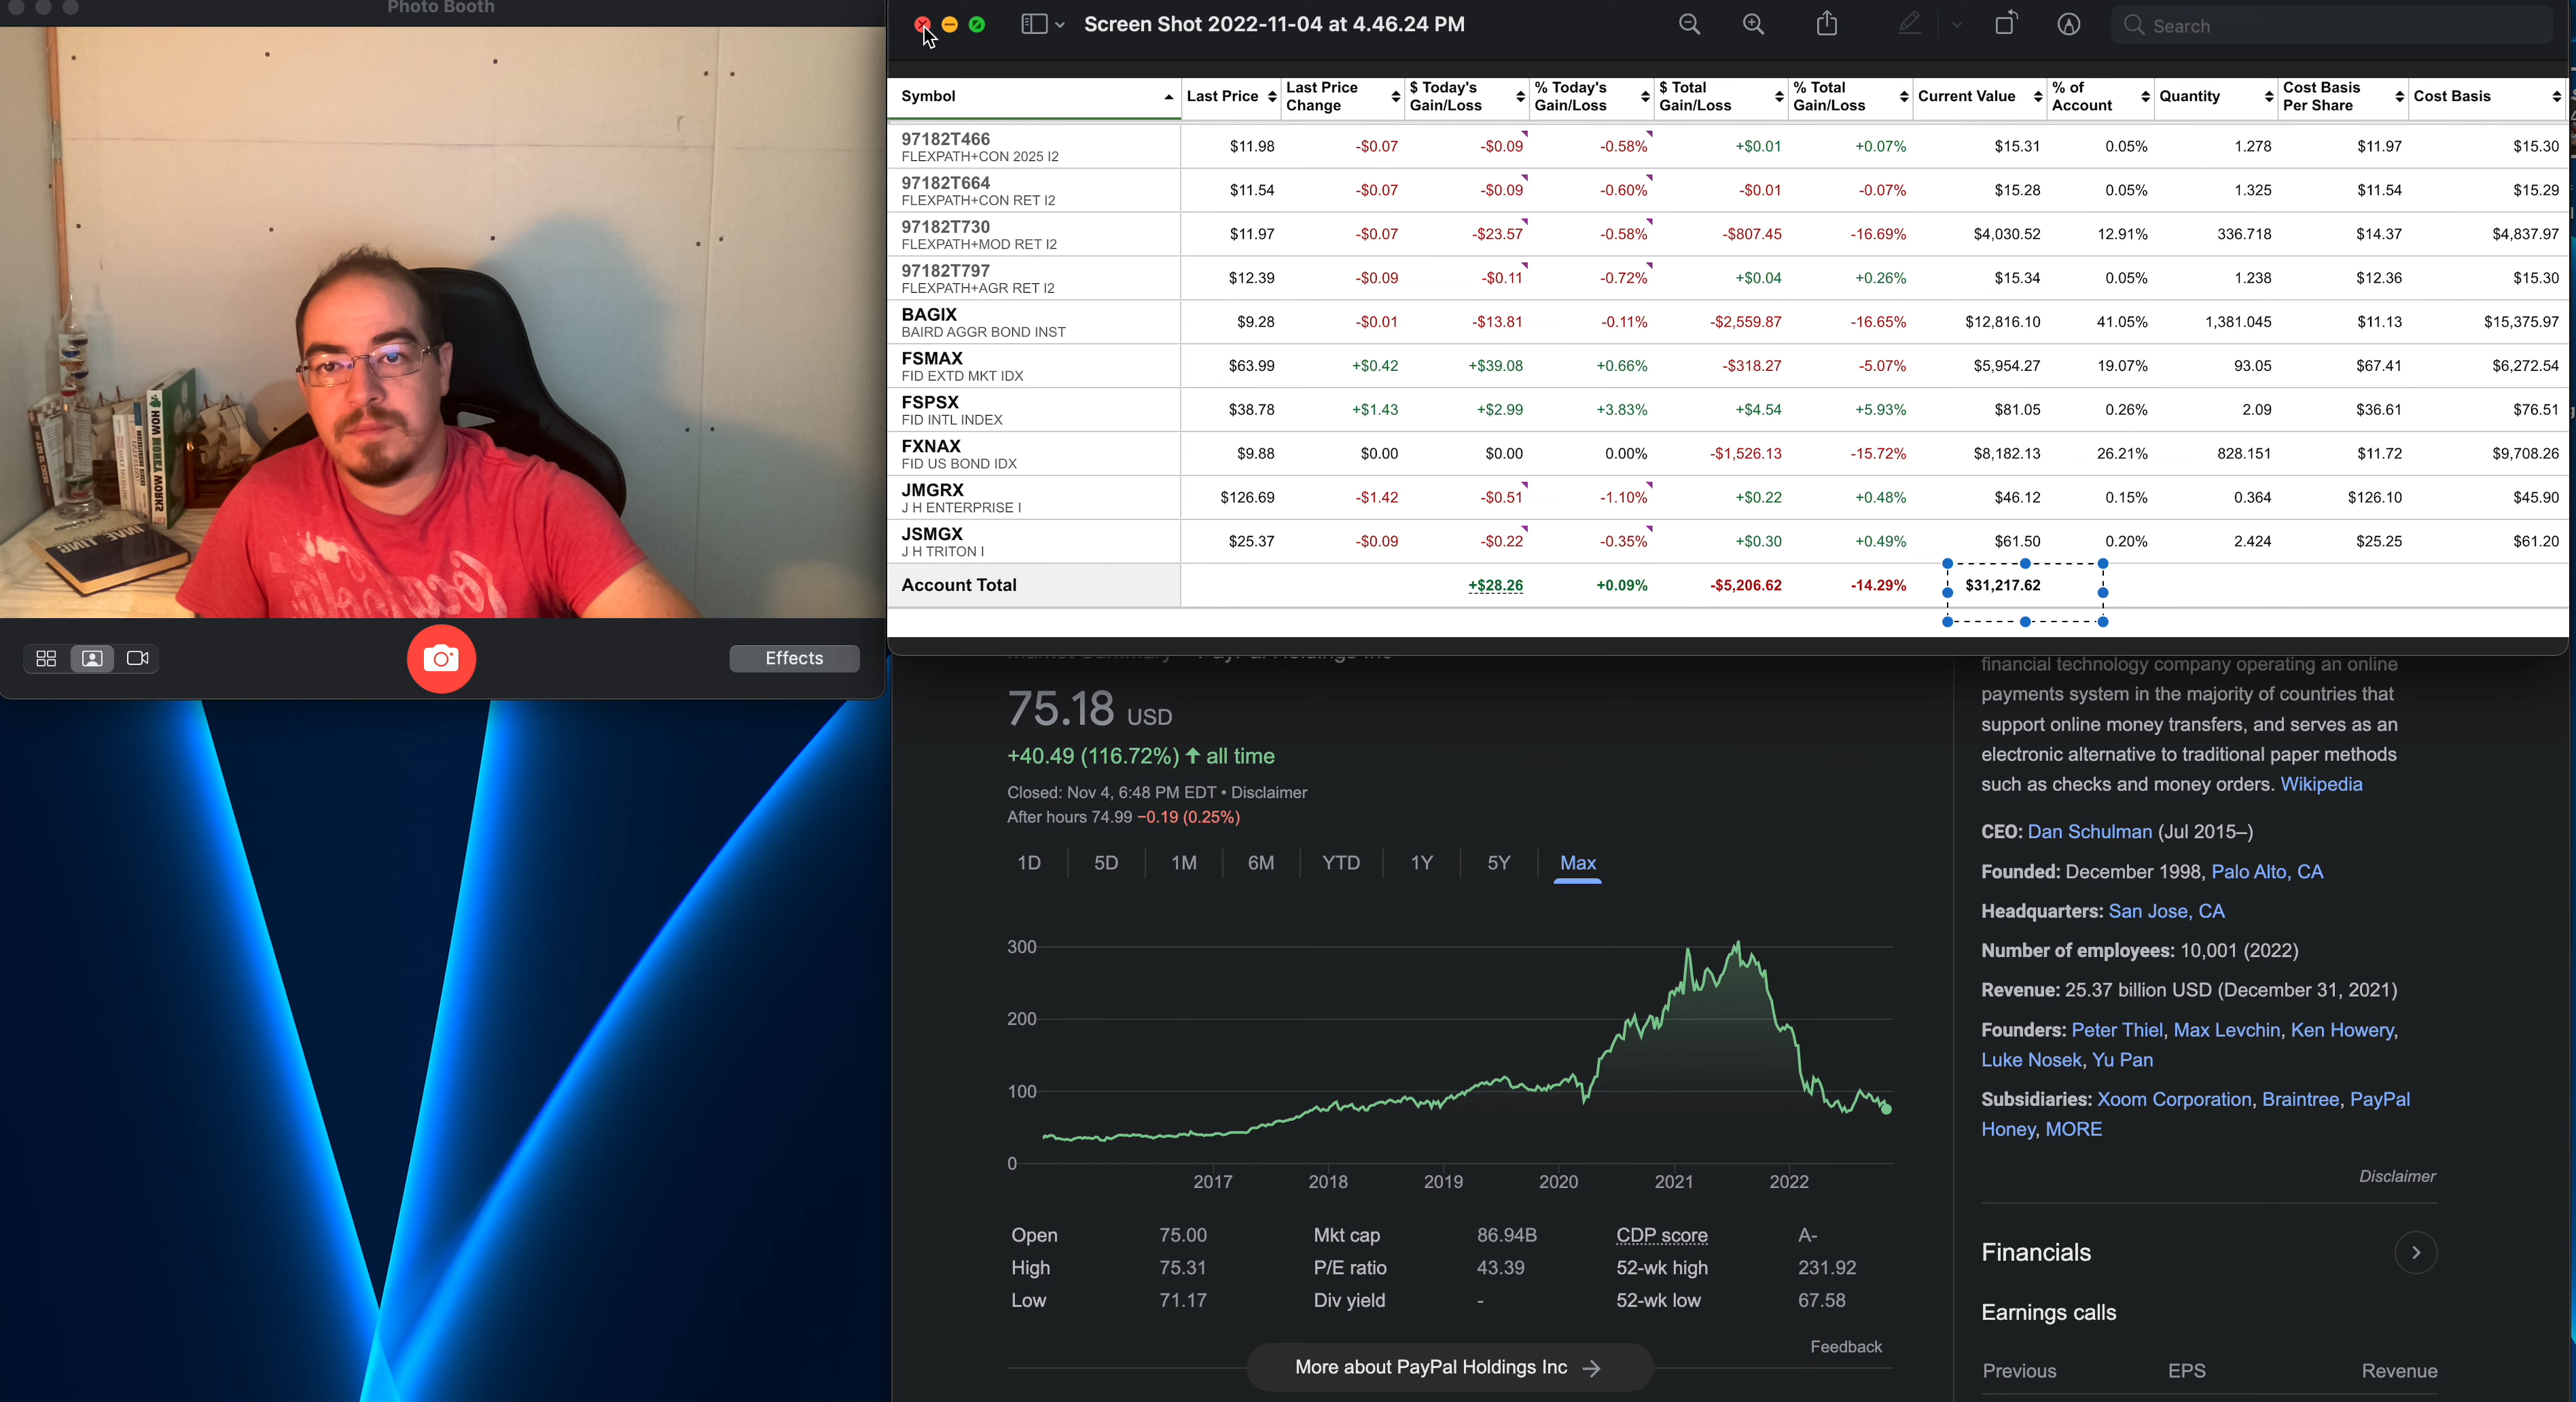 Photo Booth
Effects
HOW MONEY WORKS
Screen Shot 2022-11-04 at 4.46.24 PM
Search
Symbol Last Price Last Price Change $ Today's Gain/Loss % Today's Gain/Loss $ Total Gain/Loss % Total Gain/Loss Current Value % of Account Quantity Cost Basis Per Share Cost Basis
97182T466 $11.98 -$0.07 -$0.09 -0.58% +$0.01 +0.07% $15.31 0.05% 1.278 $11.97 $15.30
FLEXPATH+CON 2025 I2
97182T664 $11.54 -$0.07 -$0.09 -0.60% -$0.01 -0.07% $15.28 0.05% 1.325 $11.54 $15.29
FLEXPATH+CON RET I2
97182T730 $11.97 -$0.07 -$23.57 -0.58% -$807.45 -16.69% $4,030.52 12.91% 336.718 $14.37 $4,837.97
FLEXPATH+MOD RET I2
97182T797 $12.39 -$0.09 -$0.11 -0.72% +$0.04 +0.26% $15.34 0.05% 1.238 $12.36 $15.30
FLEXPATH+AGR RET I2
BAGIX $9.28 -$0.01 -$13.81 -0.11% -$2,559.87 -16.65% $12,816.10 41.05% 1,381.045 $11.13 $15,375.97
BAIRD AGGR BOND INST
FSMAX $63.99 +$0.42 +$39.08 +0.66% -$318.27 -5.07% $5,954.27 19.07% 93.05 $67.41 $6,272.54
FID EXTD MKT IDX
FSPSX $38.78 +$1.43 +$2.99 +3.83% +$4.54 +5.93% $81.05 0.26% 2.09 $36.61 $76.51
FID INTL INDEX
FXNAX $9.88 $0.00 $0.00 0.00% -$1,526.13 -15.72% $8,182.13 26.21% 828.151 $11.72 $9,708.26
FID US BOND IDX
JMGRX $126.69 -$1.42 -$0.51 -1.10% +$0.22 +0.48% $46.12 0.15% 0.364 $126.10 $45.90
J H ENTERPRISE I
JSMGX $25.37 -$0.09 -$0.22 -0.35% +$0.30 +0.49% $61.50 0.20% 2.424 $25.25 $61.20
J H TRITON I
Account Total +$28.26 +0.09% -$5,206.62 -14.29% $31,217.62
75.18 USD
+40.49 (116.72%) ↑ all time
Closed: Nov 4, 6:48 PM EDT • Disclaimer
After hours 74.99 −0.19 (0.25%)
1D 5D 1M 6M YTD 1Y 5Y Max
300
200
100
0
2017 2018 2019 2020 2021 2022
Open 75.00 Mkt cap 86.94B CDP score A-
High 75.31 P/E ratio 43.39 52-wk high 231.92
Low 71.17 Div yield - 52-wk low 67.58
Feedback
More about PayPal Holdings Inc →
financial technology company operating an online
payments system in the majority of countries that
support online money transfers, and serves as an
electronic alternative to traditional paper methods
such as checks and money orders. Wikipedia
CEO: Dan Schulman (Jul 2015–)
Founded: December 1998, Palo Alto, CA
Headquarters: San Jose, CA
Number of employees: 10,001 (2022)
Revenue: 25.37 billion USD (December 31, 2021)
Founders: Peter Thiel, Max Levchin, Ken Howery,
Luke Nosek, Yu Pan
Subsidiaries: Xoom Corporation, Braintree, PayPal
Honey, MORE
Disclaimer
Financials
Earnings calls
Previous EPS Revenue